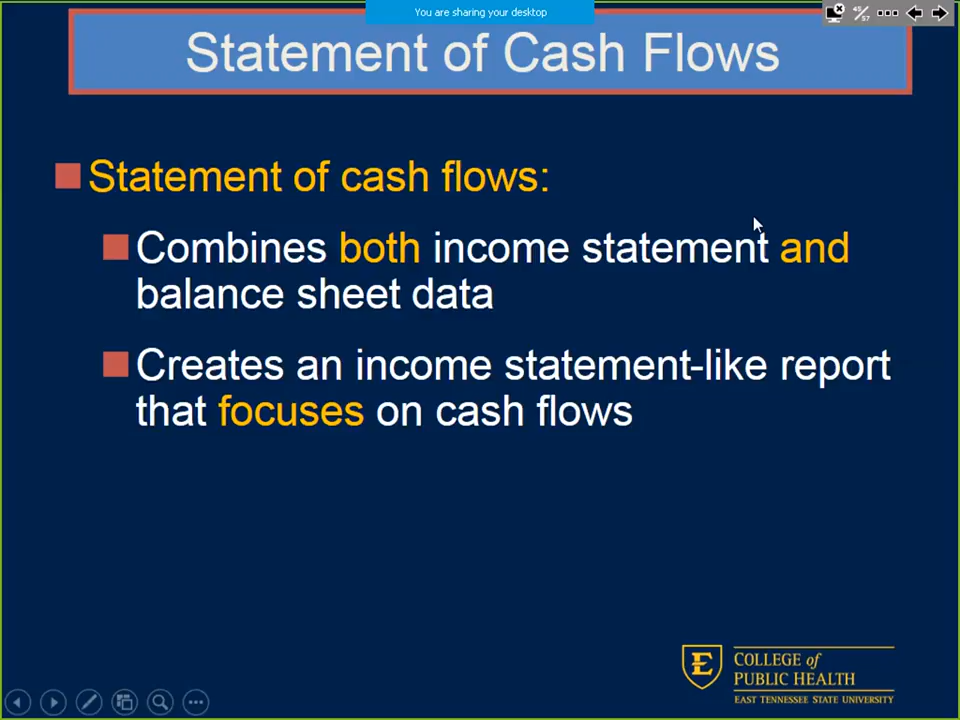 You are sharing your desktop
45/57
Statement of Cash Flows
Statement of cash flows:
Combines both income statement and
balance sheet data
Creates an income statement-like report
that focuses on cash flows
E
COLLEGE of
PUBLIC HEALTH
EAST TENNESSEE STATE UNIVERSITY